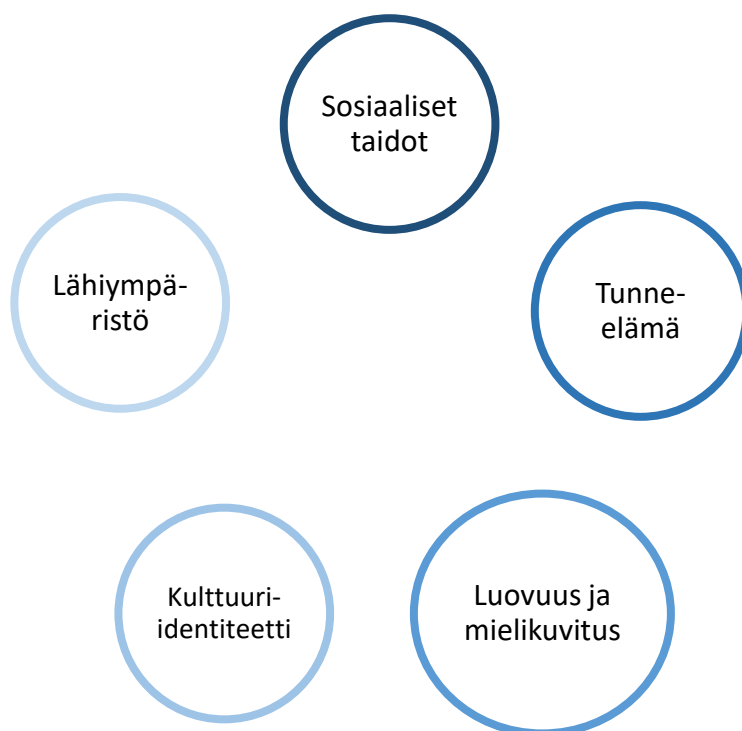 Sosiaaliset
taidot
Tunne-
elämä
Luovuus ja
mielikuvitus
Kulttuuri-
identiteetti
Lähiympä-
ristö